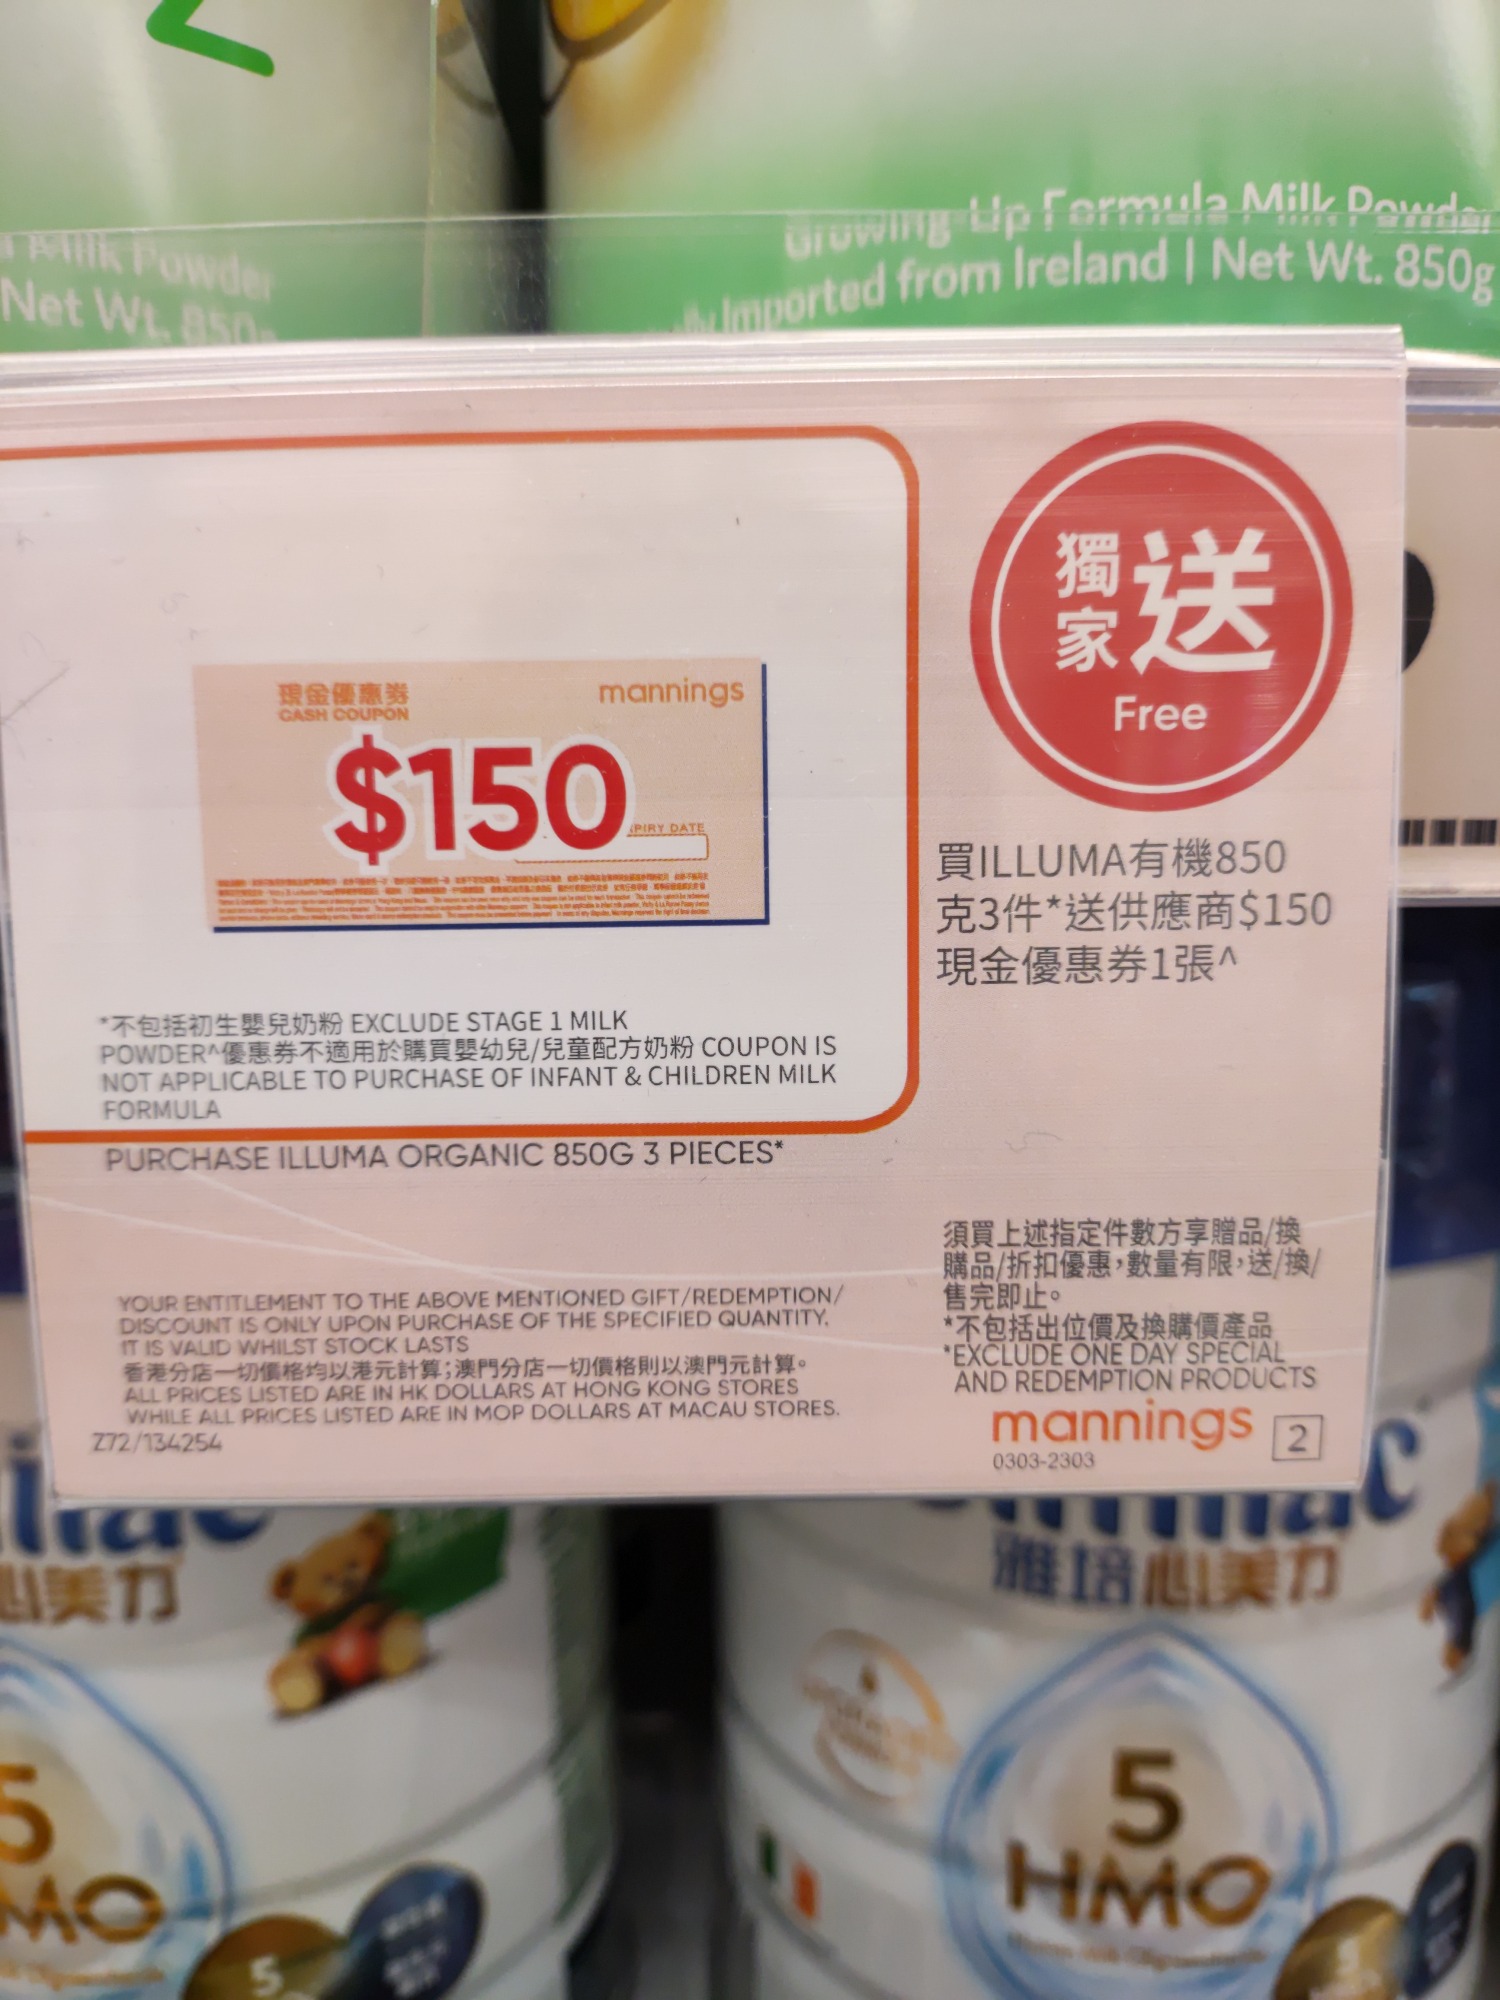 Milk Powder
Net Wt. 850
Growing-Up Formula Milk Powder
Imported from Ireland | Net Wt. 850g
獨家送
Free
現金優惠券
CASH COUPON
mannings
$150
PIRY DATE
買ILLUMA有機850
克3件*送供應商$150
現金優惠券1張^
*不包括初生嬰兒奶粉 EXCLUDE STAGE 1 MILK
POWDER^優惠券不適用於購買嬰幼兒/兒童配方奶粉 COUPON IS
NOT APPLICABLE TO PURCHASE OF INFANT & CHILDREN MILK
FORMULA
PURCHASE ILLUMA ORGANIC 850G 3 PIECES*
YOUR ENTITLEMENT TO THE ABOVE MENTIONED GIFT/REDEMPTION/
DISCOUNT IS ONLY UPON PURCHASE OF THE SPECIFIED QUANTITY.
IT IS VALID WHILST STOCK LASTS
香港分店一切價格均以港元計算;澳門分店一切價格則以澳門元計算。
ALL PRICES LISTED ARE IN HK DOLLARS AT HONG KONG STORES
WHILE ALL PRICES LISTED ARE IN MOP DOLLARS AT MACAU STORES.
Z72/134254
須買上述指定件數方享贈品/換
購品/折扣優惠,數量有限,送/換/
售完即止。
*不包括出位價及換購價產品
*EXCLUDE ONE DAY SPECIAL
AND REDEMPTION PRODUCTS
mannings 2
0303-2303
心美力
5
HMO
5
雅培心美力
5
HMO
5